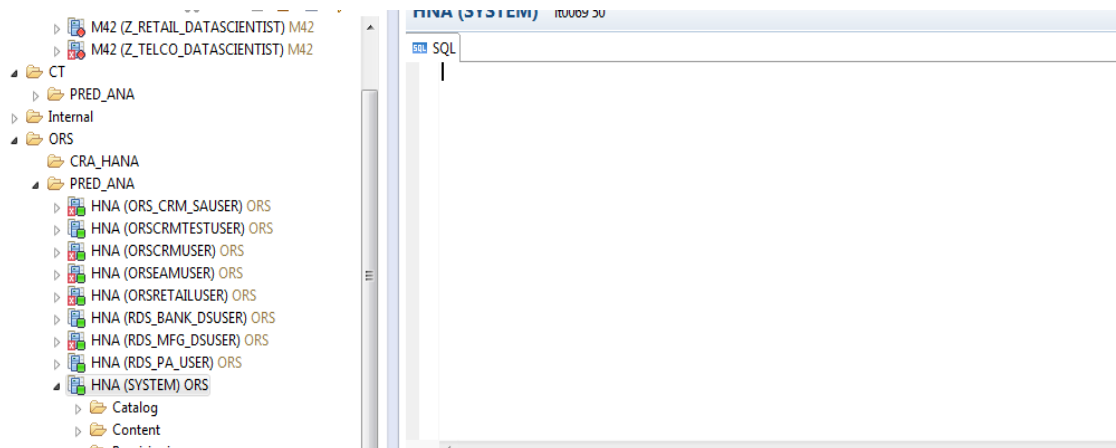 M42 (Z_RETAIL_DATASCIENTIST) M42
M42 (Z_TELCO_DATASCIENTIST) M42
CT
PRED_ANA
Internal
ORS
CRA_HANA
PRED_ANA
HNA (ORS_CRM_SAUSER) ORS
HNA (ORSCRMTESTUSER) ORS
HNA (ORSCRMUSER) ORS
HNA (ORSEAMUSER) ORS
HNA (ORSRETAILUSER) ORS
HNA (RDS_BANK_DSUSER) ORS
HNA (RDS_MFG_DSUSER) ORS
HNA (RDS_PA_USER) ORS
HNA (SYSTEM) ORS
Catalog
Content
HNA (SYSTEM)
SQL SQL